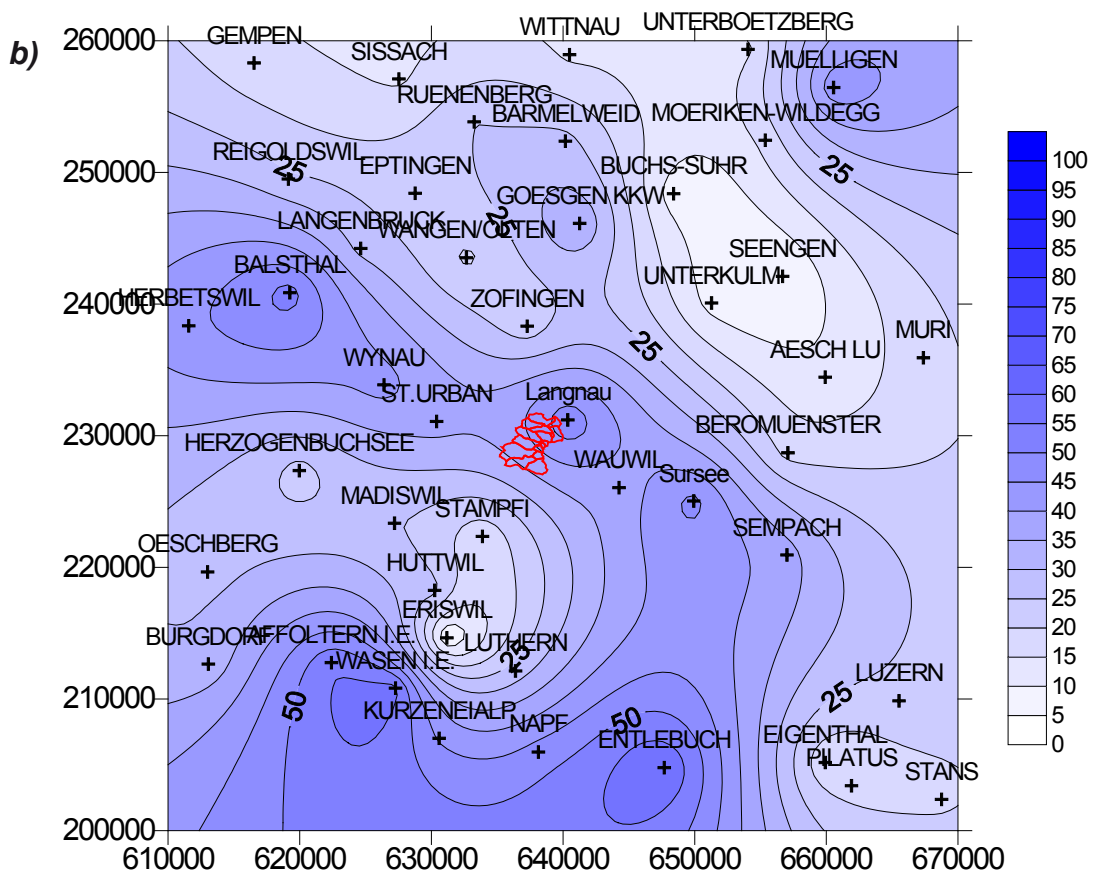 b)
260000
250000
240000
230000
220000
210000
200000
610000 620000 630000 640000 650000 660000 670000
GEMPEN
SISSACH
WITTNAU
UNTERBOETZBERG
MUELLIGEN
RUENENBERG
BARMELWEID
MOERIKEN-WILDEGG
REIGOLDSWIL
25
EPTINGEN
BUCHS-SUHR
25
GOESGEN KKW
LANGENBRUCK
WANGEN/OLTEN
25
SEENGEN
BALSTHAL
UNTERKULM
HERBETSWIL
ZOFINGEN
MURI
WYNAU
25
AESCH LU
ST.URBAN
Langnau
BEROMUENSTER
HERZOGENBUCHSEE
WAUWIL
Sursee
MADISWIL
STAMPFI
SEMPACH
OESCHBERG
HUTTWIL
ERISWIL
BURGDORF
AFFOLTERN I.E.
LUTHERN
25
WASEN I.E.
LUZERN
50
KURZENEIALP
NAPF
50
25
ENTLEBUCH
EIGENTHAL
PILATUS
STANS
100
95
90
85
80
75
70
65
60
55
50
45
40
35
30
25
20
15
10
5
0